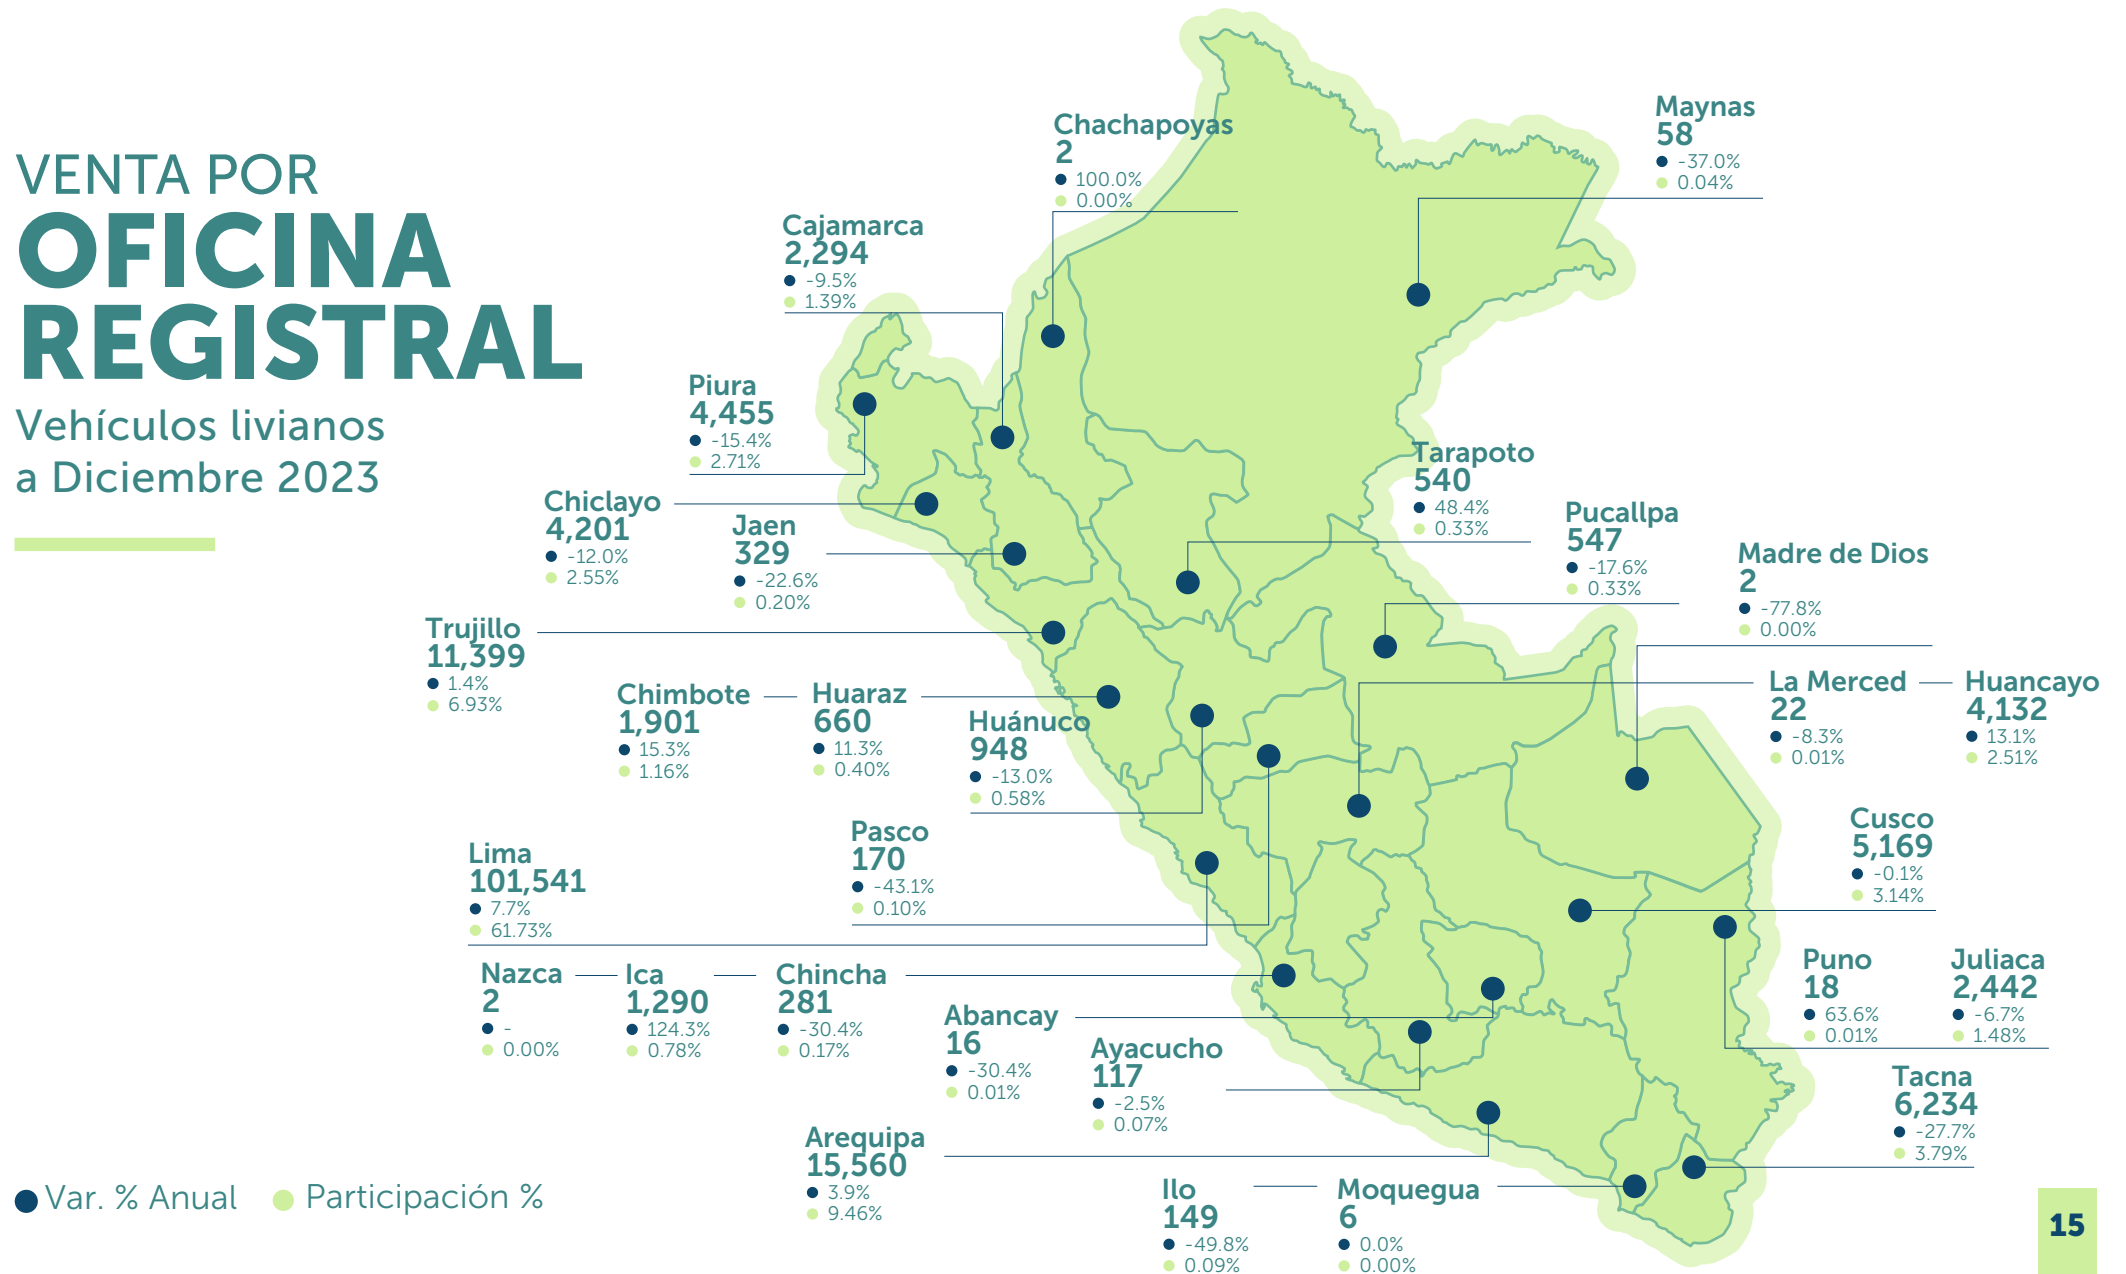 VENTA POR
OFICINA
REGISTRAL
Vehículos livianos
a Diciembre 2023
Chachapoyas
2
100.0%
0.00%
Maynas
58
-37.0%
0.04%
Cajamarca
2,294
-9.5%
1.39%
Piura
4,455
-15.4%
2.71%
Tarapoto
540
48.4%
0.33%
Chiclayo
4,201
-12.0%
2.55%
Jaen
329
-22.6%
0.20%
Pucallpa
547
-17.6%
0.33%
Madre de Dios
2
-77.8%
0.00%
Trujillo
11,399
1.4%
6.93%
Chimbote
1,901
15.3%
1.16%
Huaraz
660
11.3%
0.40%
Huánuco
948
-13.0%
0.58%
La Merced
22
-8.3%
0.01%
Huancayo
4,132
13.1%
2.51%
Pasco
170
-43.1%
0.10%
Cusco
5,169
-0.1%
3.14%
Lima
101,541
7.7%
61.73%
Nazca
2
-
0.00%
Ica
1,290
124.3%
0.78%
Chincha
281
-30.4%
0.17%
Abancay
16
-30.4%
0.01%
Ayacucho
117
-2.5%
0.07%
Puno
18
63.6%
0.01%
Juliaca
2,442
-6.7%
1.48%
Tacna
6,234
-27.7%
3.79%
Arequipa
15,560
3.9%
9.46%
Ilo
149
-49.8%
0.09%
Moquegua
6
0.0%
0.00%
Var. % Anual
Participación %
15